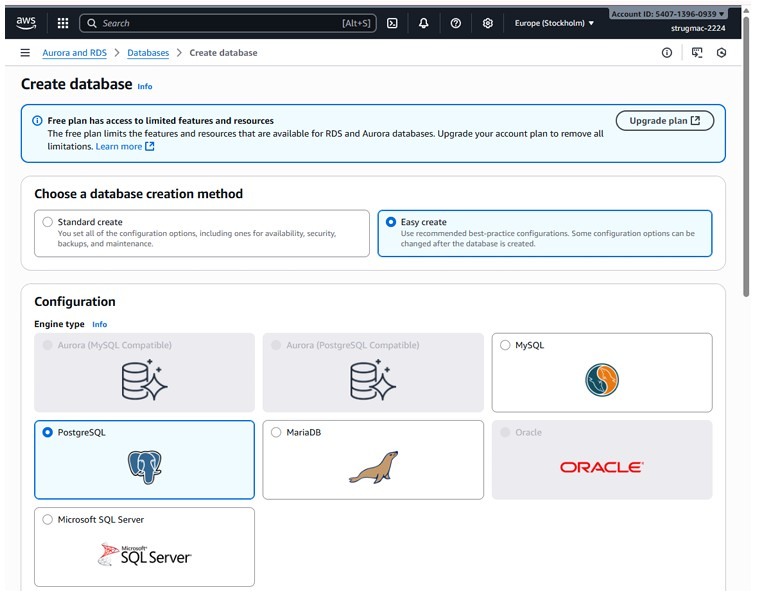 aws
Search [Alt+S]
Europe (Stockholm)
Account ID: 5407-1396-0939
strugmac-2224
Aurora and RDS > Databases > Create database
Create database Info
Free plan has access to limited features and resources
The free plan limits the features and resources that are available for RDS and Aurora databases. Upgrade your account plan to remove all
limitations. Learn more
Upgrade plan
Choose a database creation method
Standard create
You set all of the configuration options, including ones for availability, security,
backups, and maintenance.
Easy create
Use recommended best-practice configurations. Some configuration options can be
changed after the database is created.
Configuration
Engine type Info
Aurora (MySQL Compatible)
Aurora (PostgreSQL Compatible)
MySQL
PostgreSQL
MariaDB
Oracle
ORACLE
Microsoft SQL Server
Microsoft
SQL Server